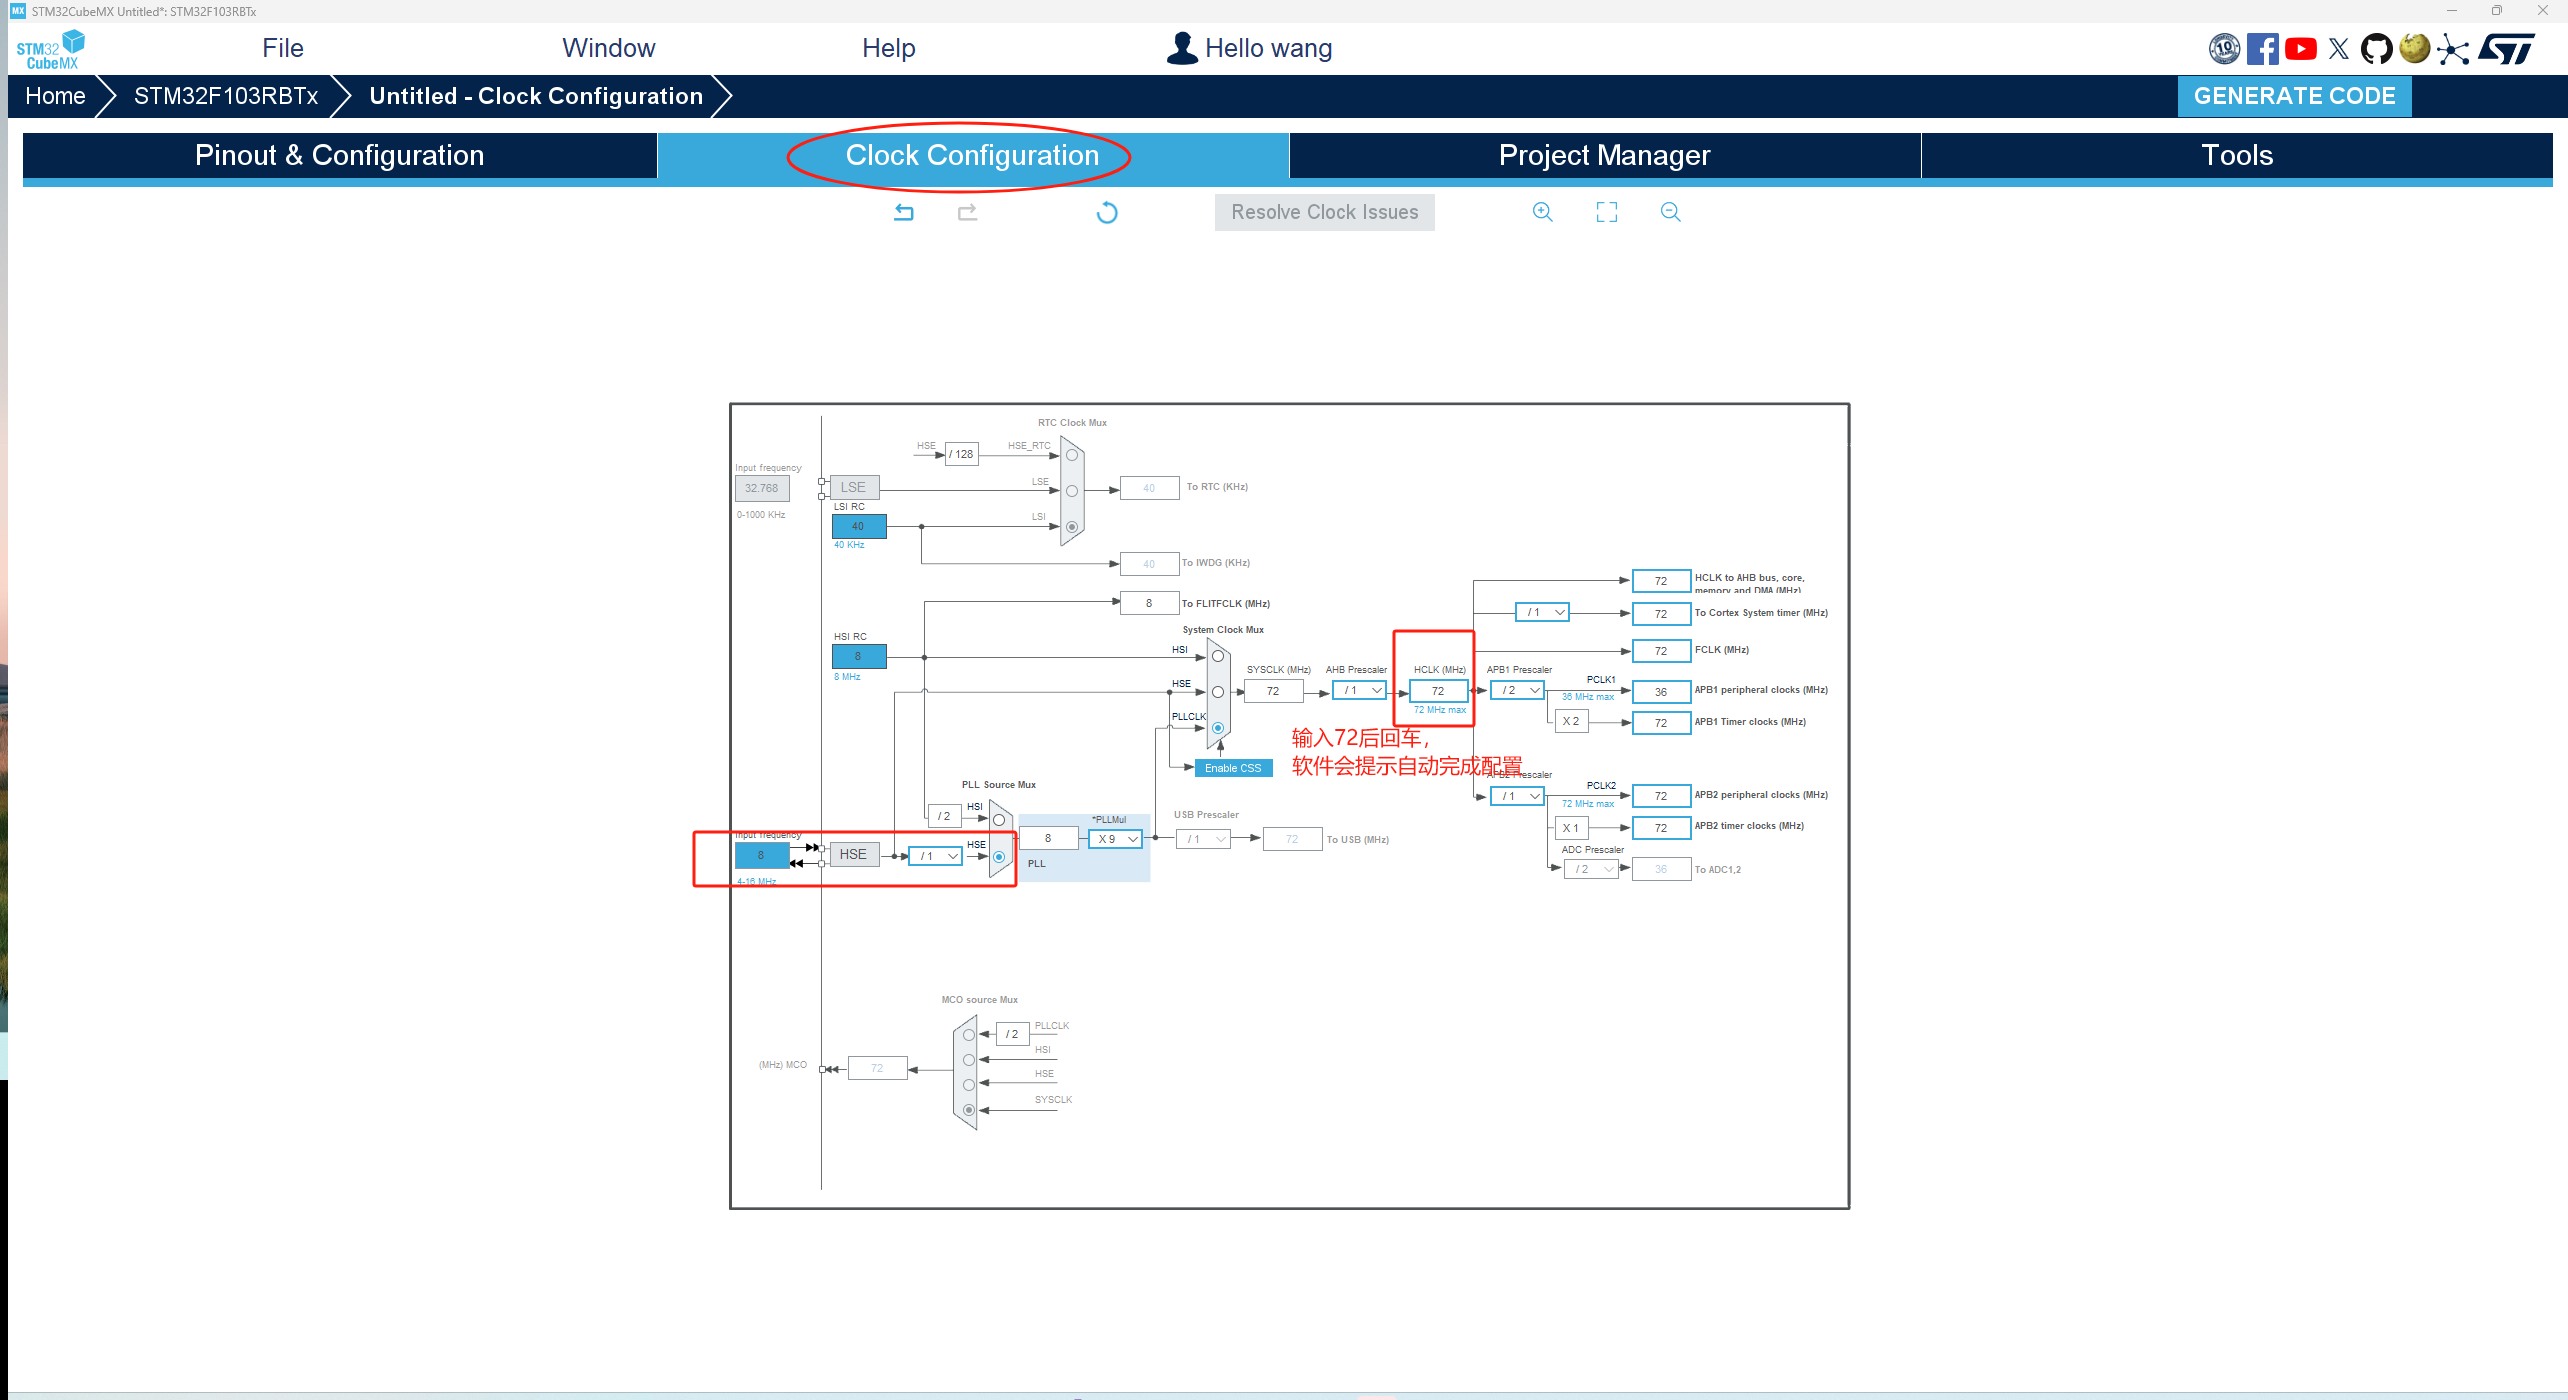 MX STM32CubeMX Untitled*: STM32F103RBTx
STM32 CubeMX
File
Window
Help
Hello wang
10
Home
STM32F103RBTx
Untitled - Clock Configuration
GENERATE CODE
Pinout & Configuration
Clock Configuration
Project Manager
Tools
Resolve Clock Issues
RTC Clock Mux
HSE
/ 128
HSE_RTC
Input frequency
32.768
0-1000 KHz
LSE
LSE
40
To RTC (KHz)
LSI RC
40
40 KHz
LSI
40
To IWDG (KHz)
8
To FLITFCLK (MHz)
HSI RC
8
8 MHz
System Clock Mux
HSI
HSE
PLLCLK
Enable CSS
SYSCLK (MHz)
72
AHB Prescaler
/ 1
HCLK (MHz)
72
72 MHz max
APB1 Prescaler
/ 2
72
HCLK to AHB bus, core,
memory and DMA (MHz)
/ 1
72
To Cortex System timer (MHz)
72
FCLK (MHz)
PCLK1
36 MHz max
36
APB1 peripheral clocks (MHz)
X 2
72
APB1 Timer clocks (MHz)
输入72后回车，
软件会提示自动完成配置
APB2 Prescaler
/ 1
PCLK2
72 MHz max
72
APB2 peripheral clocks (MHz)
X 1
72
APB2 timer clocks (MHz)
ADC Prescaler
/ 2
36
To ADC1,2
PLL Source Mux
/ 2
HSI
HSE
Input frequency
8
4-16 MHz
HSE
/ 1
8
*PLLMul
X 9
PLL
USB Prescaler
/ 1
72
To USB (MHz)
MCO source Mux
/ 2
PLLCLK
HSI
HSE
SYSCLK
(MHz) MCO
72